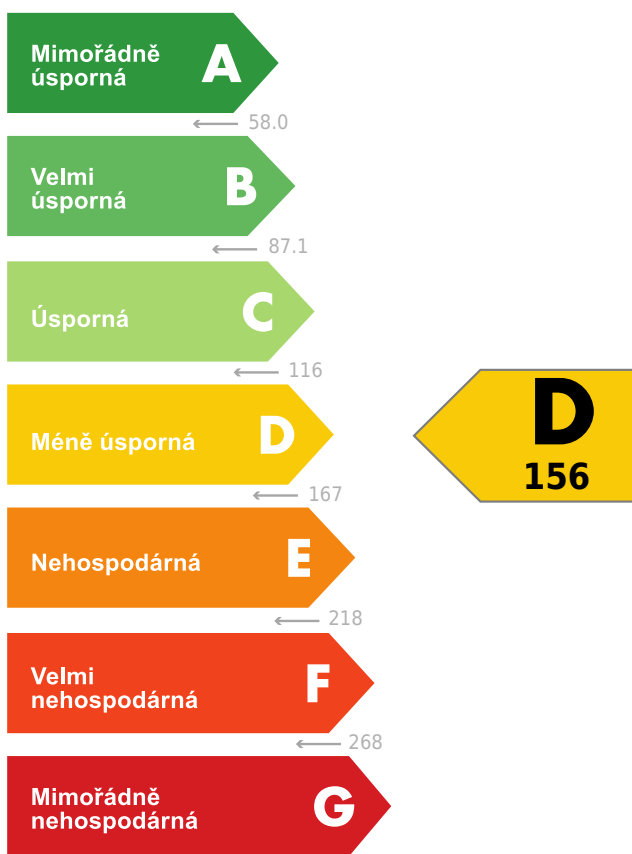 Mimořádně
úsporná
A
← 58.0
Velmi
úsporná
B
← 87.1
Úsporná
C
← 116
Méně úsporná
D
D
156
← 167
Nehospodárná
E
← 218
Velmi
nehospodárná
F
← 268
Mimořádně
nehospodárná
G